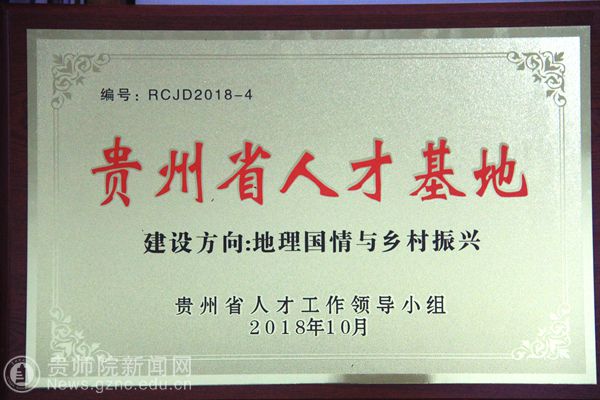 编号：RCJD2018-4
贵州省人才基地
建设方向:地理国情与乡村振兴
贵州省人才工作领导小组
2018年10月
贵师院新闻网
News.gznc.edu.cn